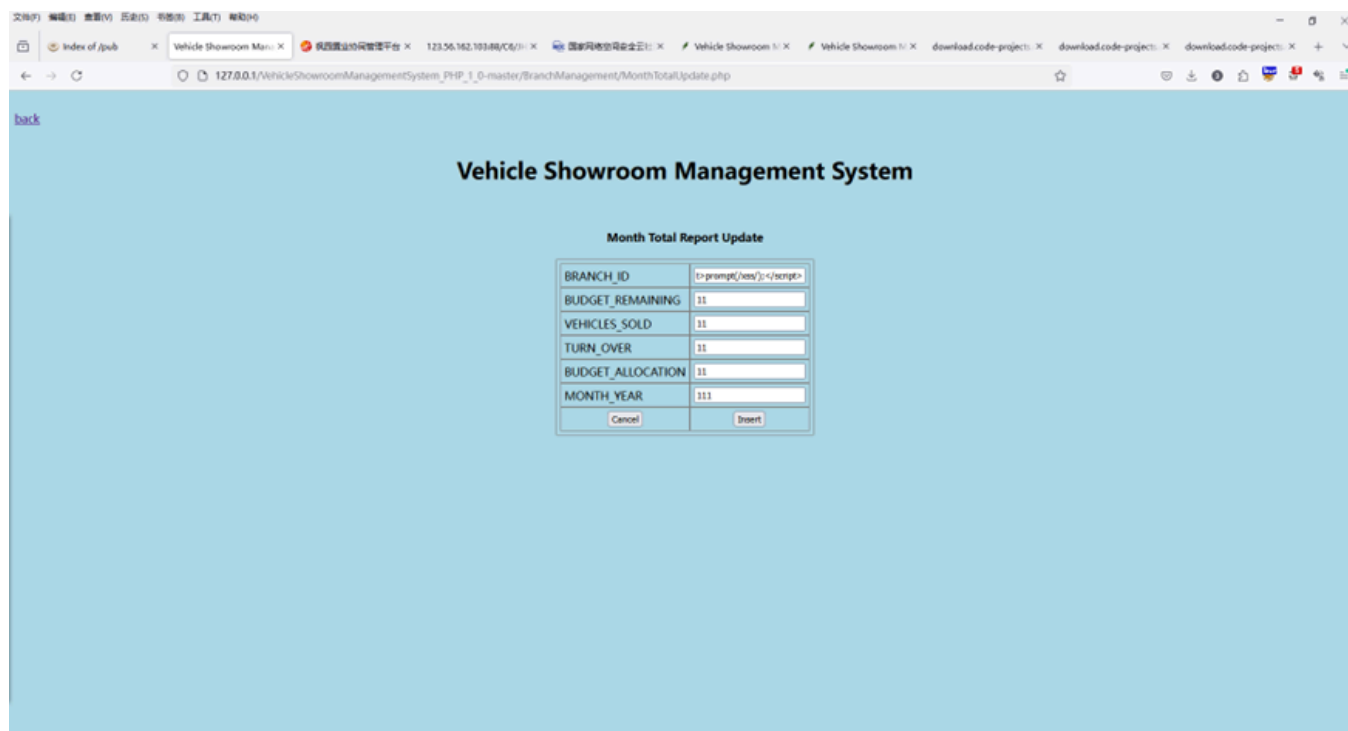 文件(F) 编辑(E) 查看(V) 历史(S) 书签(B) 工具(T) 帮助(H)
Index of /pub
Vehicle Showroom Man
123.56.162.103:88/C6/
Vehicle Showroom
Vehicle Showroom
download.code-project
download.code-project
download.code-project
127.0.0.1/VehicleShowroomManagementSystem_PHP_1_0-master/BranchManagement/MonthTotalUpdate.php
back
Vehicle Showroom Management System
Month Total Report Update
BRANCH_ID t>prompt(/xss/);</script>
BUDGET_REMAINING 11
VEHICLES_SOLD 11
TURN_OVER 11
BUDGET_ALLOCATION 11
MONTH_YEAR 111
Cancel Insert